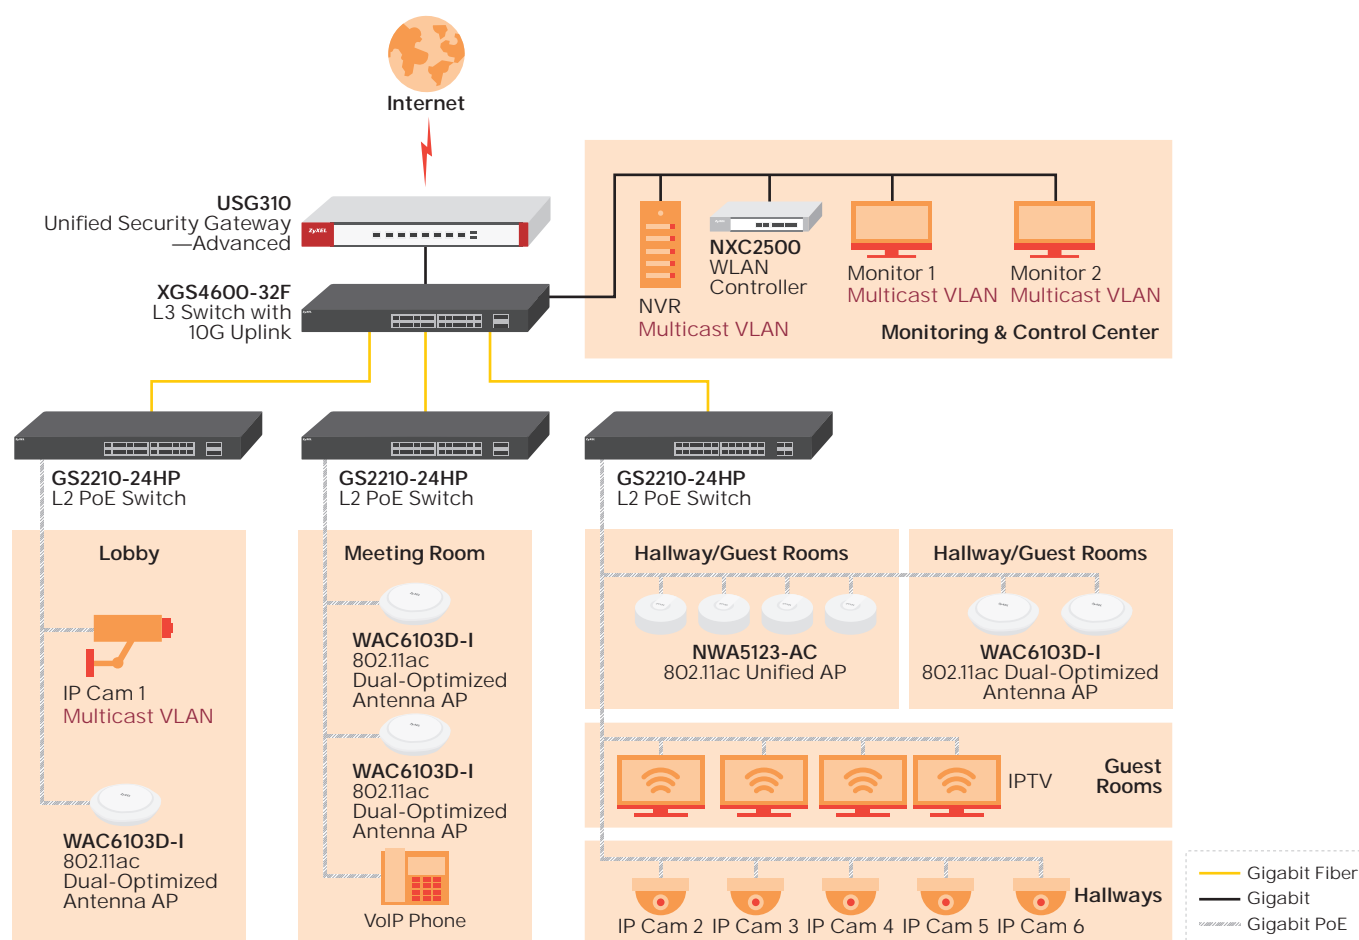 Internet
USG310
Unified Security Gateway
—Advanced
ZyXEL
XGS4600-32F
L3 Switch with
10G Uplink
NVR
Multicast VLAN
NXC2500
WLAN
Controller
Monitor 1
Multicast VLAN
Monitor 2
Multicast VLAN
Monitoring & Control Center
GS2210-24HP
L2 PoE Switch
GS2210-24HP
L2 PoE Switch
GS2210-24HP
L2 PoE Switch
Lobby
IP Cam 1
Multicast VLAN
WAC6103D-I
802.11ac
Dual-Optimized
Antenna AP
Meeting Room
WAC6103D-I
802.11ac
Dual-Optimized
Antenna AP
WAC6103D-I
802.11ac
Dual-Optimized
Antenna AP
VoIP Phone
Hallway/Guest Rooms
NWA5123-AC
802.11ac Unified AP
Hallway/Guest Rooms
WAC6103D-I
802.11ac Dual-Optimized
Antenna AP
IPTV
Guest
Rooms
IP Cam 2
IP Cam 3
IP Cam 4
IP Cam 5
IP Cam 6
Hallways
Gigabit Fiber
Gigabit
Gigabit PoE